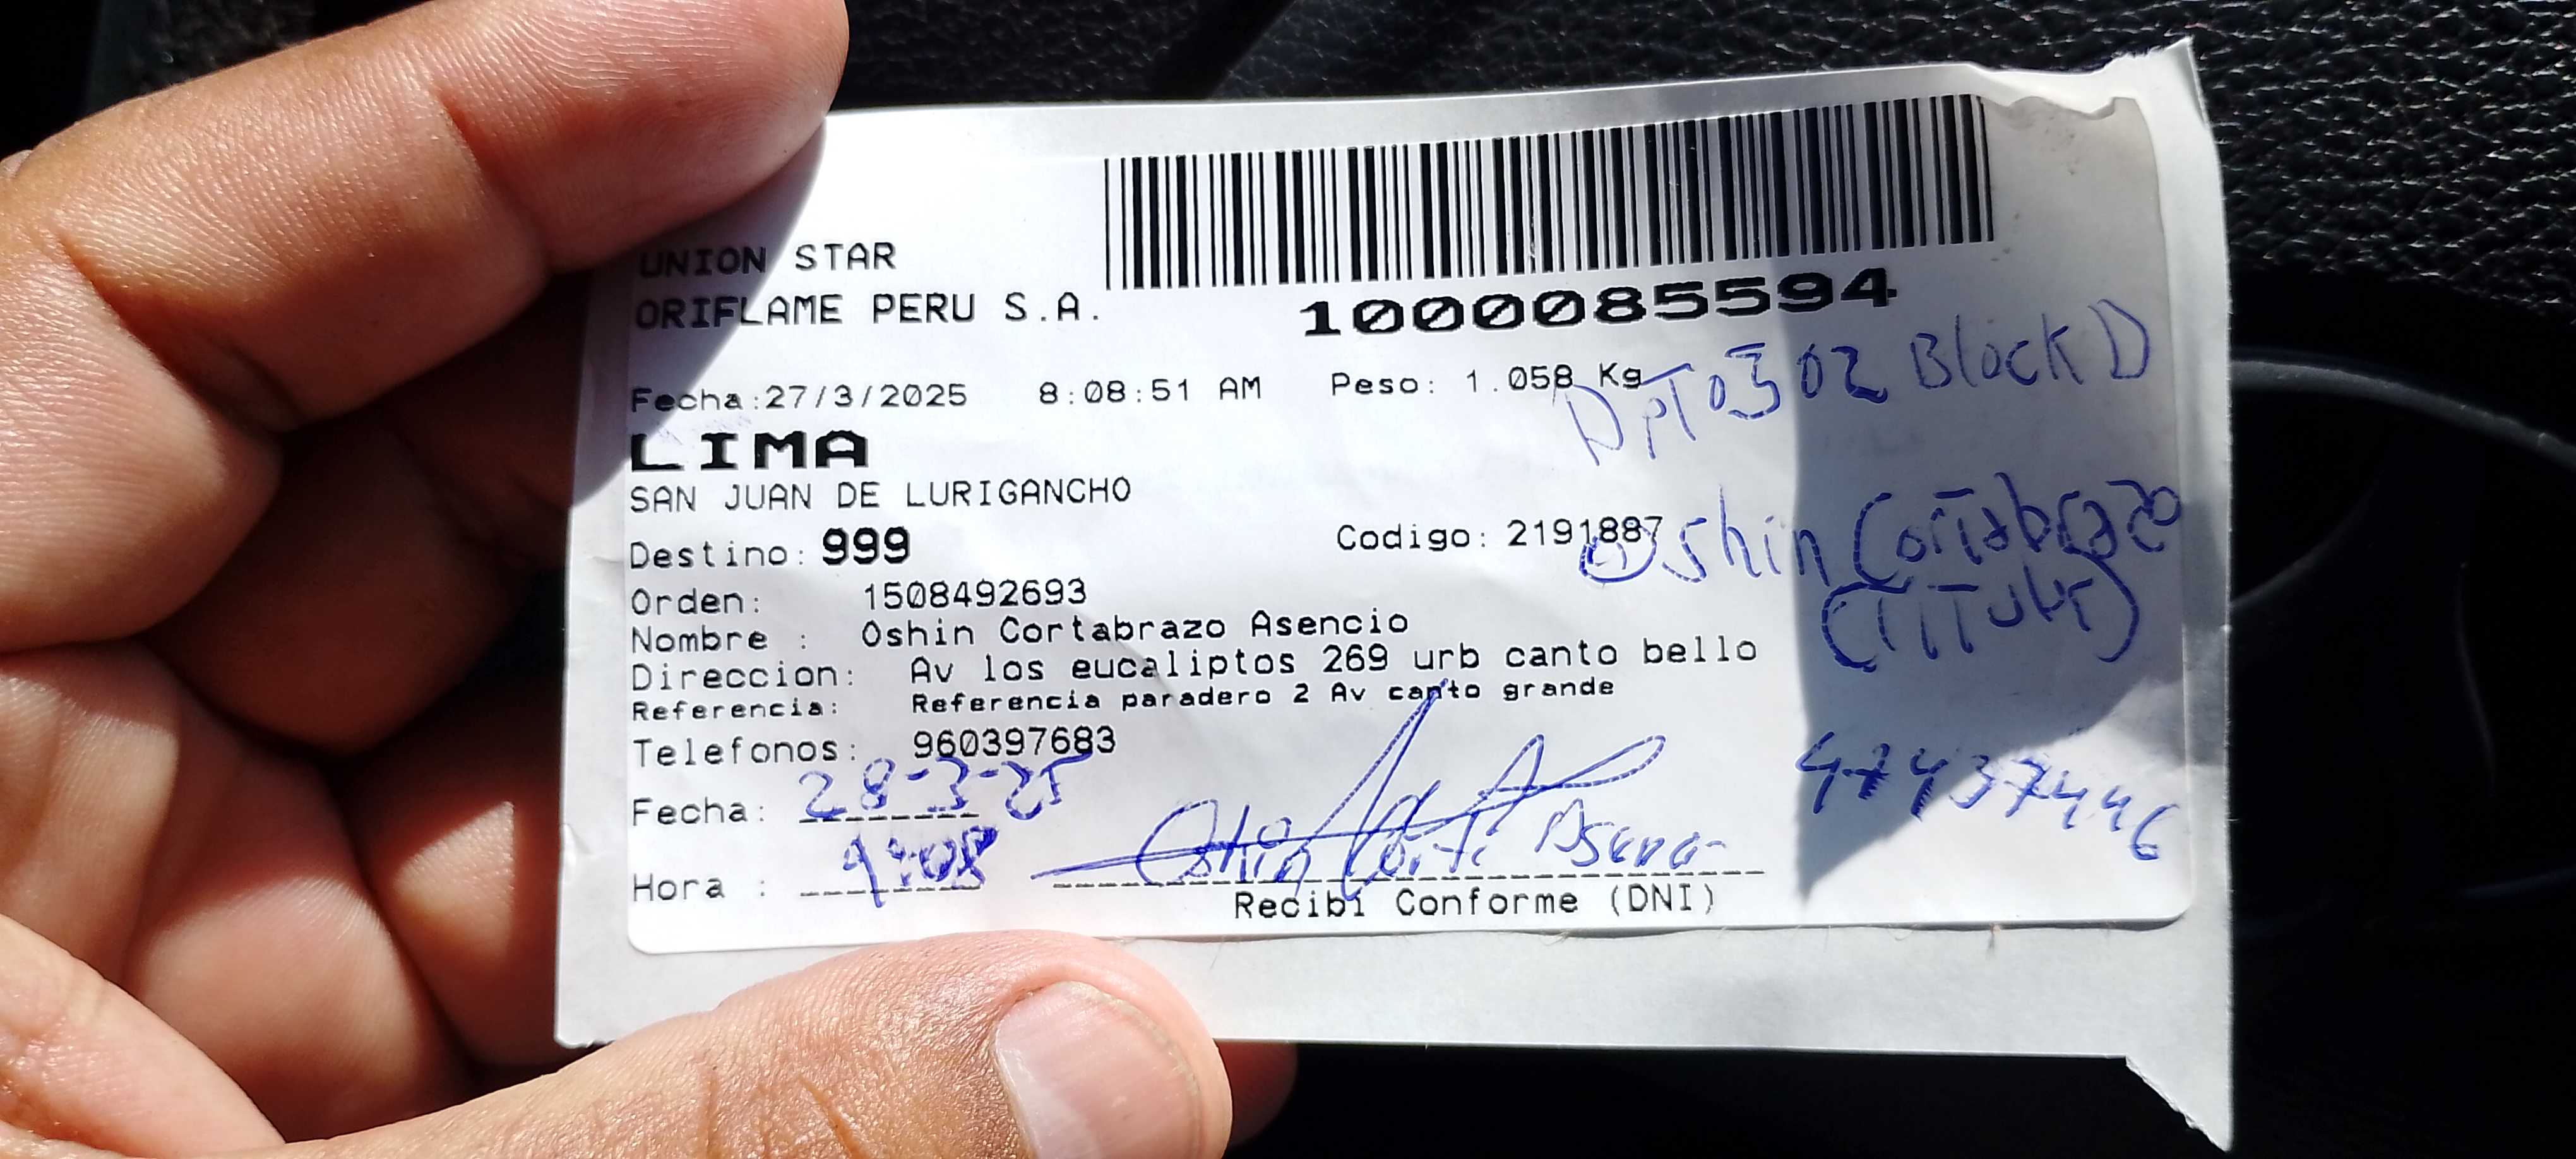 UNION STAR
ORIFLAME PERU S.A.
1000085594
Fecha:27/3/2025 8:08:51 AM Peso: 1.058 Kg
DPTO 302 Block D
LIMA
SAN JUAN DE LURIGANCHO
Destino: 999 Codigo: 2191887
Oshin Cortabrazo
(TITULAR)
Orden: 1508492693
Nombre : Oshin Cortabrazo Asencio
Direccion: Av los eucaliptos 269 urb canto bello
Referencia: Referencia paradero 2 Av canto grande
Telefonos: 960397683
Fecha: 28-3-25
Hora :
Oshin
Recibi Conforme (DNI)